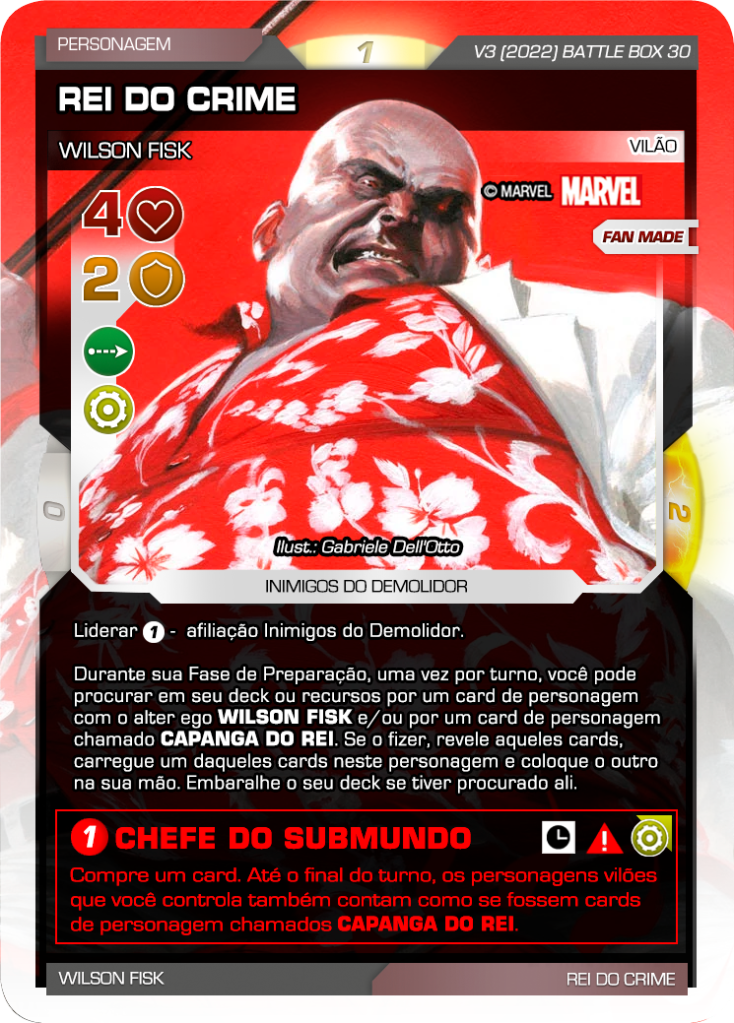 PERSONAGEM
1
V3 (2022) BATTLE BOX 30
REI DO CRIME
WILSON FISK
VILÃO
4
© MARVEL MARVEL
FAN MADE
2
0
2
Ilust.: Gabriele Dell'Otto
INIMIGOS DO DEMOLIDOR
Liderar 1 - afiliação Inimigos do Demolidor.
Durante sua Fase de Preparação, uma vez por turno, você pode
procurar em seu deck ou recursos por um card de personagem
com o alter ego WILSON FISK e/ou por um card de personagem
chamado CAPANGA DO REI. Se o fizer, revele aqueles cards,
carregue um daqueles cards neste personagem e coloque o outro
na sua mão. Embaralhe o seu deck se tiver procurado ali.
1 CHEFE DO SUBMUNDO
Compre um card. Até o final do turno, os personagens vilões
que você controla também contam como se fossem cards
de personagem chamados CAPANGA DO REI.
WILSON FISK
REI DO CRIME